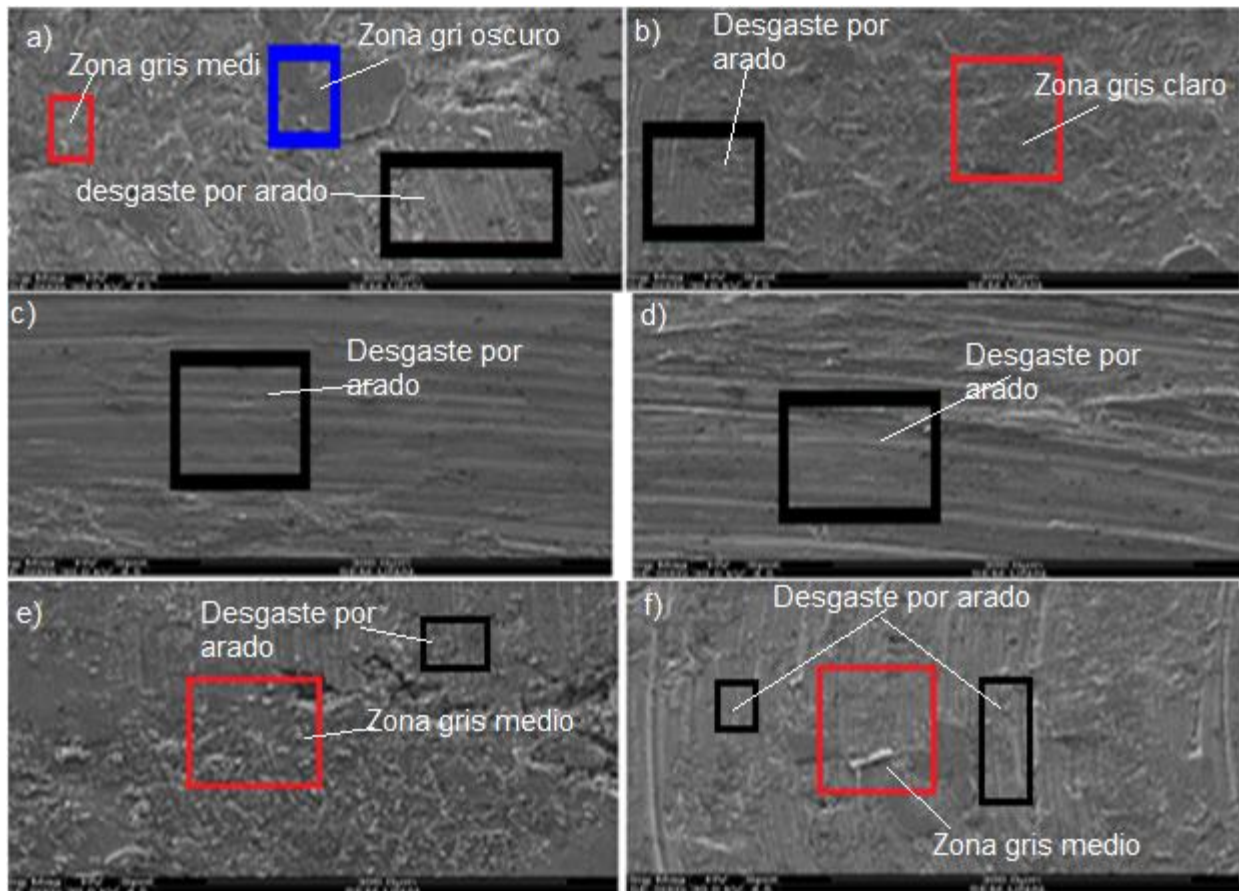 a)
Zona gri oscuro
Zona gris medi
desgaste por arado
b)
Desgaste por
arado
Zona gris claro
c)
Desgaste por
arado
d)
Desgaste por
arado
e)
Desgaste por
arado
Zona gris medio
f)
Desgaste por arado
Zona gris medio